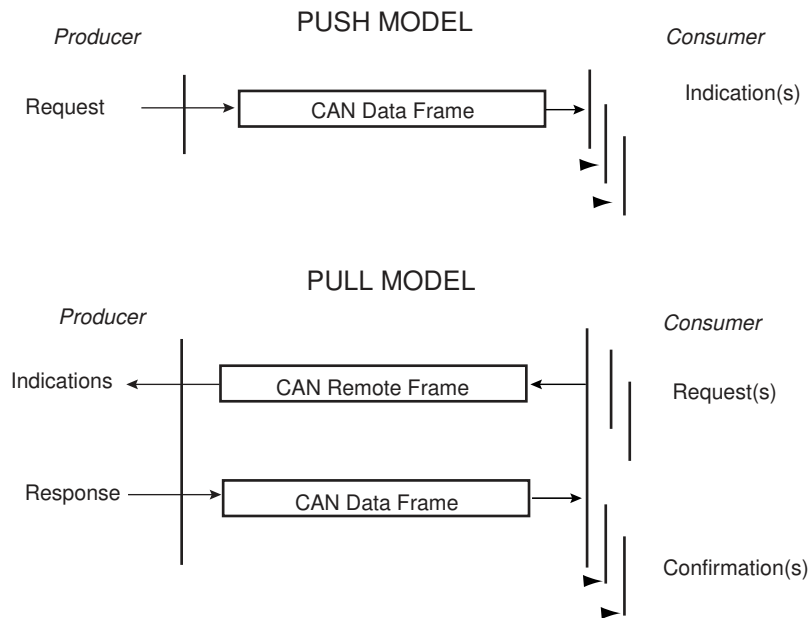 PUSH MODEL
Producer
Consumer
Request
CAN Data Frame
Indication(s)
PULL MODEL
Producer
Consumer
Indications
CAN Remote Frame
Request(s)
Response
CAN Data Frame
Confirmation(s)